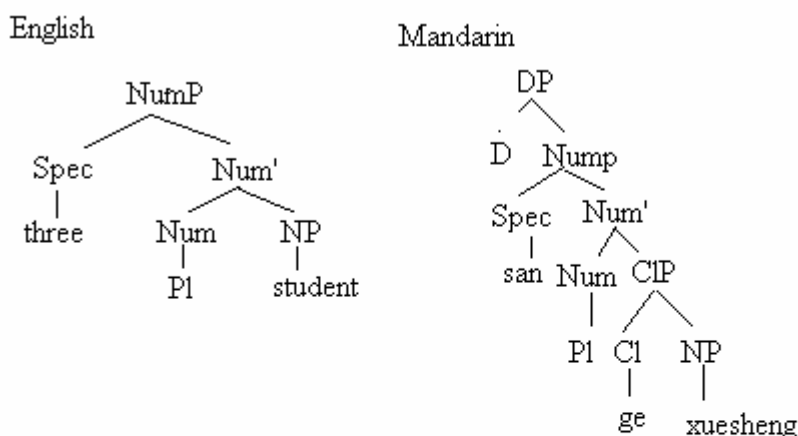 English
Mandarin
NumP
DP
Spec Num'
D Nump
three Num NP
Spec Num'
Pl student
san Num ClP
Pl Cl NP
ge xuesheng